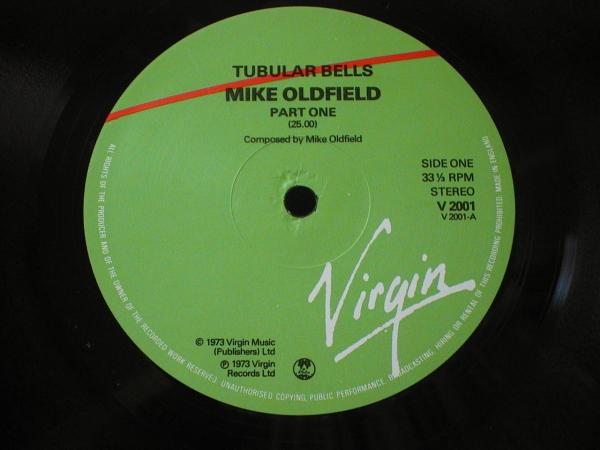 TUBULAR BELLS
MIKE OLDFIELD
PART ONE
(25.00)
Composed by Mike Oldfield
SIDE ONE
33 ⅓ RPM
STEREO
V 2001
V 2001-A
Virgin
© 1973 Virgin Music
(Publishers) Ltd
℗ 1973 Virgin
Records Ltd
ALL RIGHTS OF THE PRODUCER AND OF THE OWNER OF THE RECORDED WORK RESERVED. UNAUTHORISED COPYING, PUBLIC PERFORMANCE, BROADCASTING, HIRING OR RENTAL OF THIS RECORDING PROHIBITED. MADE IN ENGLAND